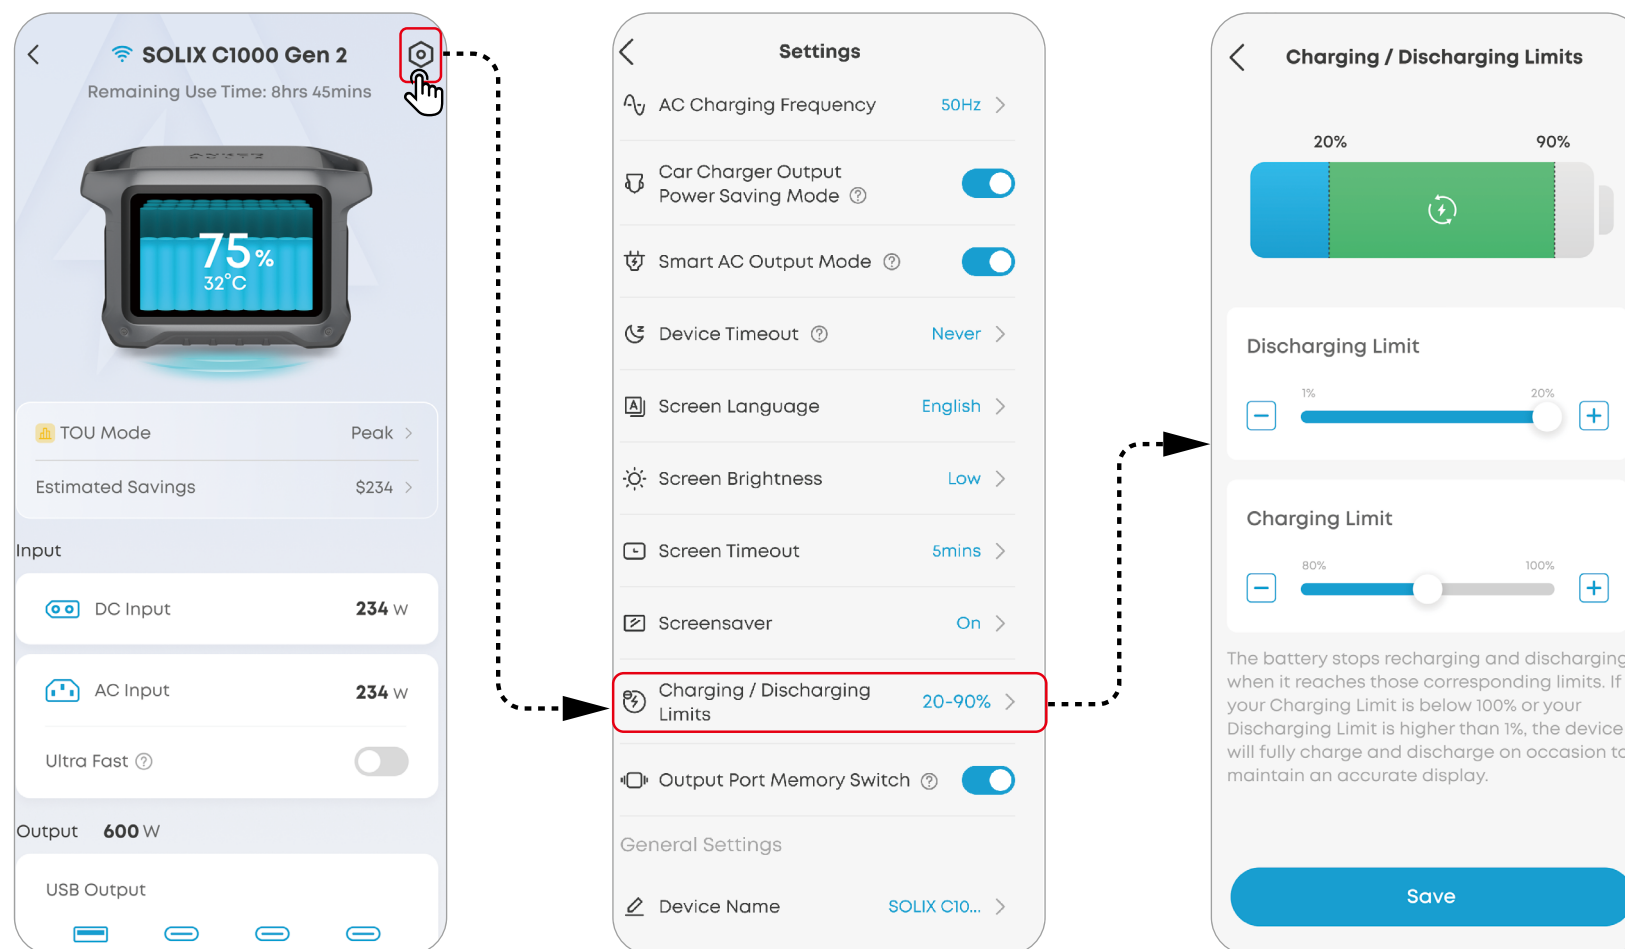 SOLIX C1000 Gen 2
Remaining Use Time: 8hrs 45mins
75%
32°C
TOU Mode Peak
Estimated Savings $234
Input
DC Input 234 W
AC Input 234 W
Ultra Fast
Output 600 W
USB Output
Settings
AC Charging Frequency 50Hz
Car Charger Output
Power Saving Mode
Smart AC Output Mode
Device Timeout Never
Screen Language English
Screen Brightness Low
Screen Timeout 5mins
Screensaver On
Charging / Discharging
Limits 20-90%
Output Port Memory Switch
General Settings
Device Name SOLIX C10...
Charging / Discharging Limits
20% 90%
Discharging Limit
1% 20%
Charging Limit
80% 100%
The battery stops recharging and discharging
when it reaches those corresponding limits. If
your Charging Limit is below 100% or your
Discharging Limit is higher than 1%, the device
will fully charge and discharge on occasion to
maintain an accurate display.
Save